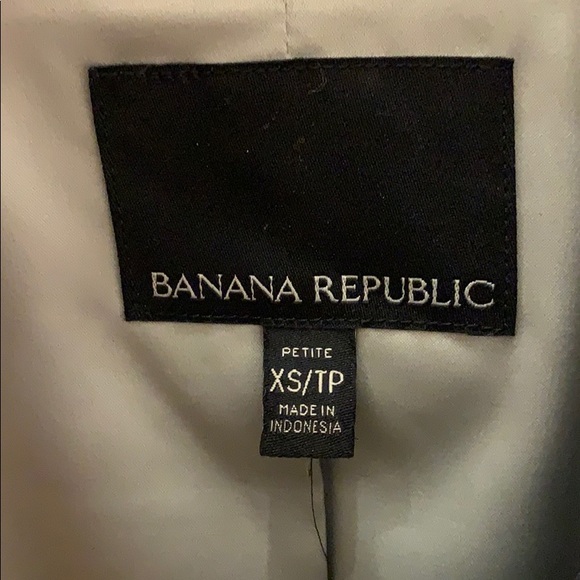 BANANA REPUBLIC
PETITE
XS/TP
MADE IN
INDONESIA